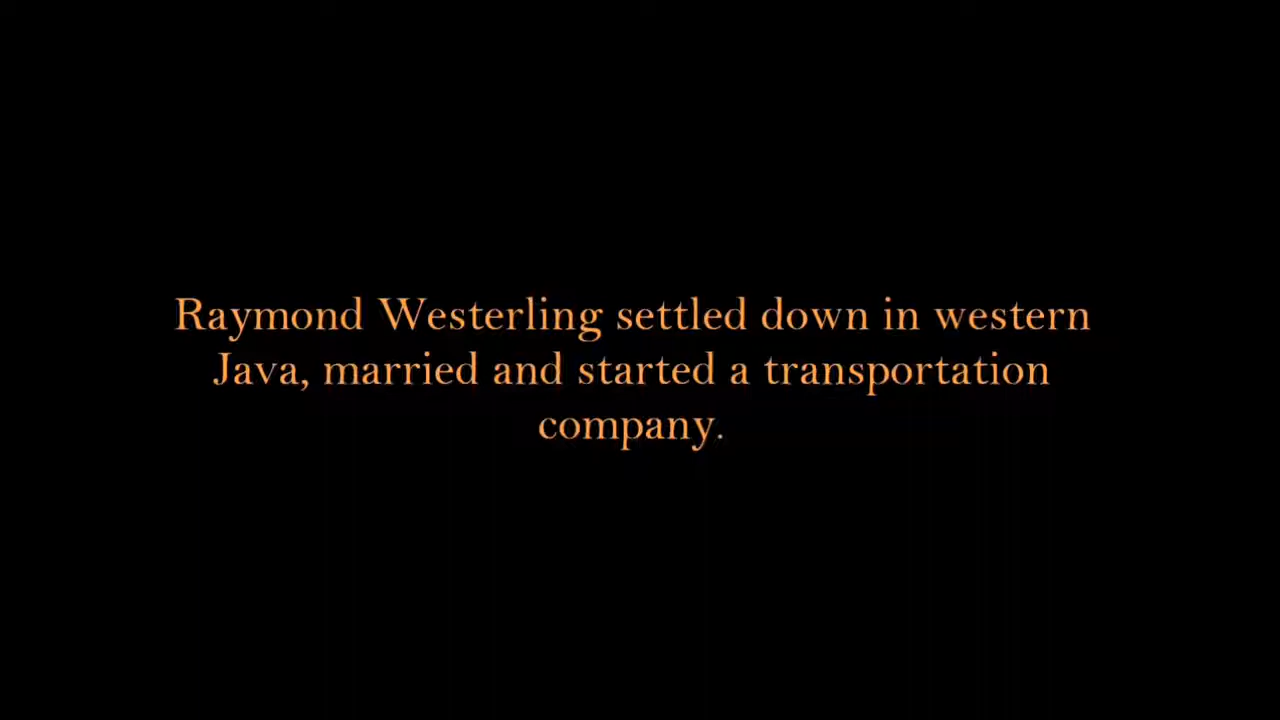 Raymond Westerling settled down in western
Java, married and started a transportation
company.